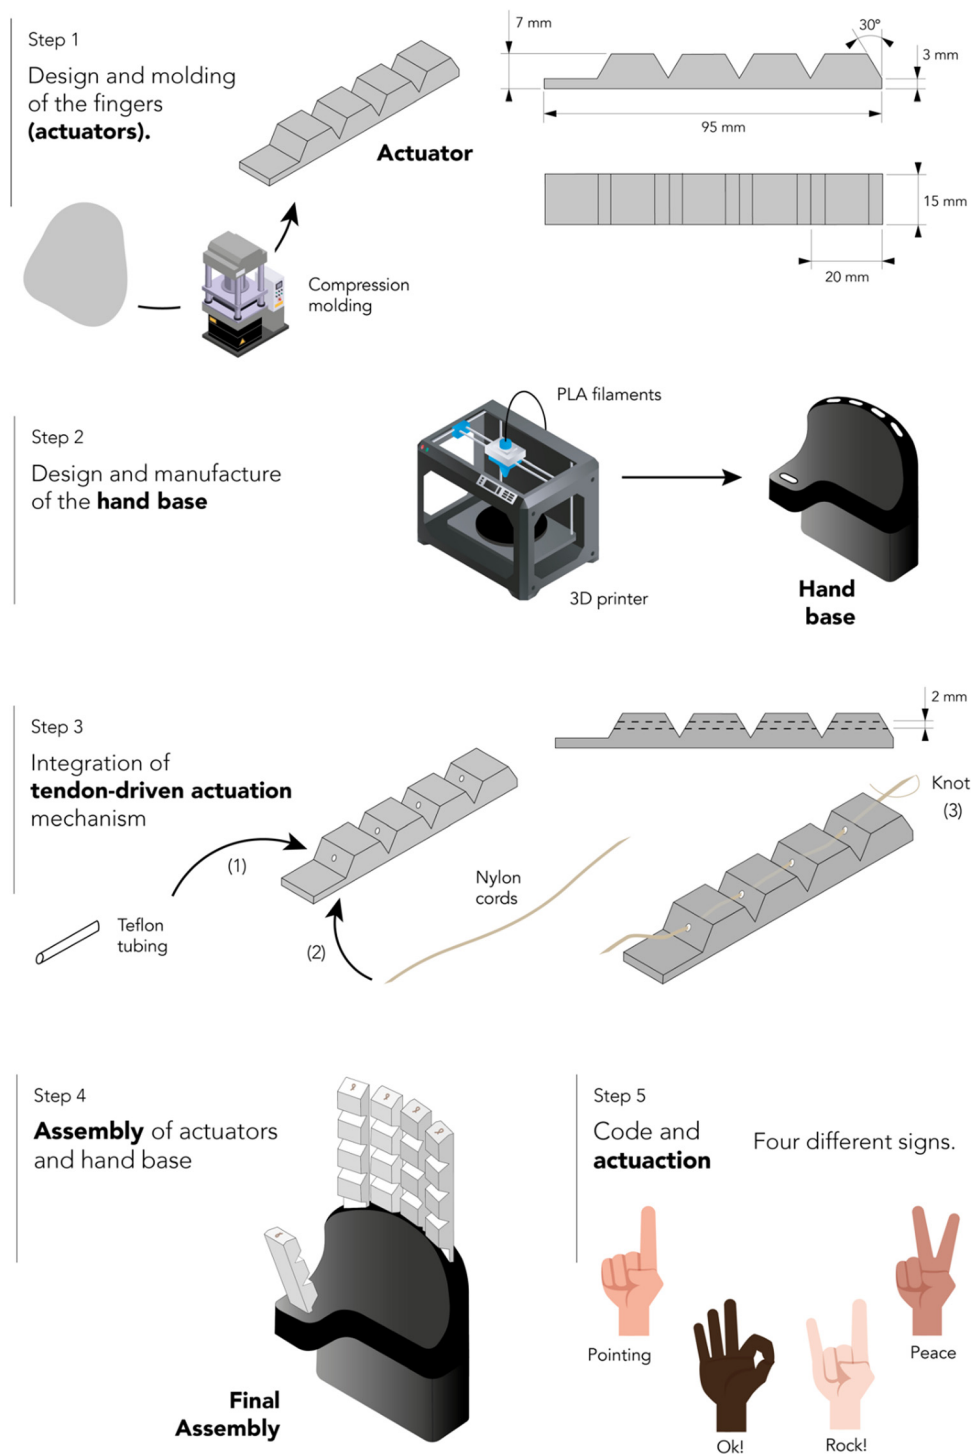 Step 1
Design and molding
of the fingers
(actuators).
Actuator
7 mm
30º
3 mm
95 mm
15 mm
20 mm
Compression
molding
Step 2
Design and manufacture
of the hand base
PLA filaments
3D printer
Hand
base
Step 3
Integration of
tendon-driven actuation
mechanism
2 mm
(1)
Teflon
tubing
(2)
Nylon
cords
Knot
(3)
Step 4
Assembly of actuators
and hand base
Final
Assembly
Step 5
Code and
actuaction
Four different signs.
Pointing
Ok!
Rock!
Peace